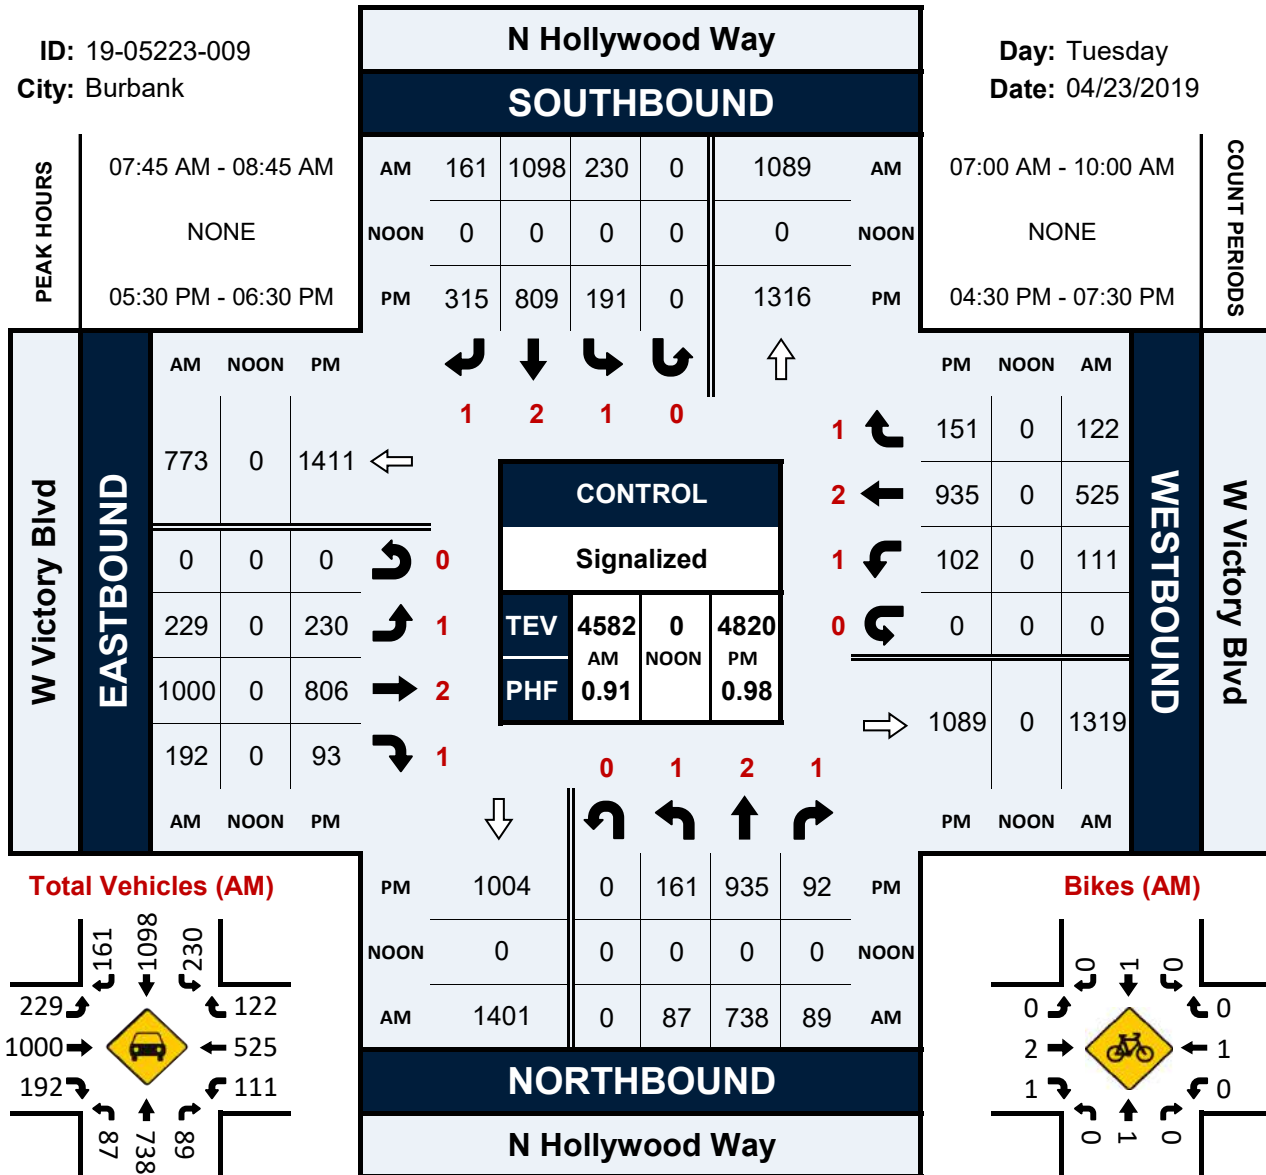 N Hollywood Way
ID: 19-05223-009
Day: Tuesday
City: Burbank
Date: 04/23/2019
SOUTHBOUND
PEAK HOURS
07:45 AM - 08:45 AM
NONE
05:30 PM - 06:30 PM
AM 161 1098 230 0 1089 AM
NOON 0 0 0 0 0 NOON
PM 315 809 191 0 1316 PM
07:00 AM - 10:00 AM
NONE
04:30 PM - 07:30 PM
COUNT PERIODS
1 2 1 0
W Victory Blvd
EASTBOUND
AM NOON PM
773 0 1411
0 0 0 0
229 0 230 1
1000 0 806 2
192 0 93 1
AM NOON PM
CONTROL
Signalized
TEV 4582 0 4820
AM NOON PM
PHF 0.91 0.98
PM NOON AM
1 151 0 122
2 935 0 525
1 102 0 111
0 0 0 0
1089 0 1319
PM NOON AM
WESTBOUND
W Victory Blvd
0 1 2 1
PM 1004 0 161 935 92 PM
NOON 0 0 0 0 0 NOON
AM 1401 0 87 738 89 AM
NORTHBOUND
N Hollywood Way
Total Vehicles (AM)
161 1098 230
229 122
1000 525
192 111
87 738 89
Bikes (AM)
0 1 0
0 0
2 1
1 0
0 1 0